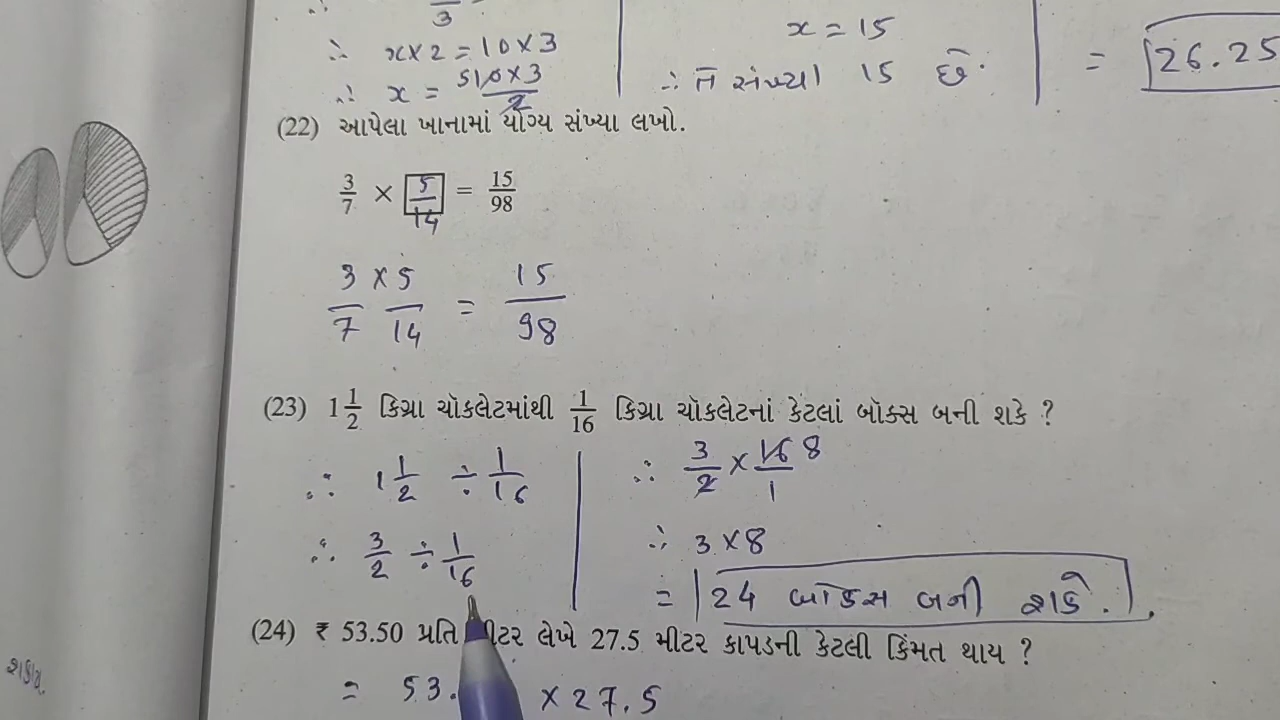 3
∴ x×2 = 10×3
∴ x = 510×3
2
x = 15
∴ તે સંખ્યા 15 છે.
= 26.25
(22) આપેલા ખાનામાં યોગ્ય સંખ્યા લખો.
3/7 × 5/14 = 15/98
3/7 × 5/14 = 15/98
(23) 1 1/2 કિગ્રા ચૉકલેટમાંથી 1/16 કિગ્રા ચૉકલેટનાં કેટલાં બૉક્સ બની શકે ?
∴ 1 1/2 ÷ 1/16
∴ 3/2 ÷ 1/16
∴ 3/2 × 16/1 8
∴ 3×8
= 24 બૉક્સ બની શકે.
(24) ₹ 53.50 પ્રતિ મીટર લેખે 27.5 મીટર કાપડની કેટલી કિંમત થાય ?
= 53. × 27.5